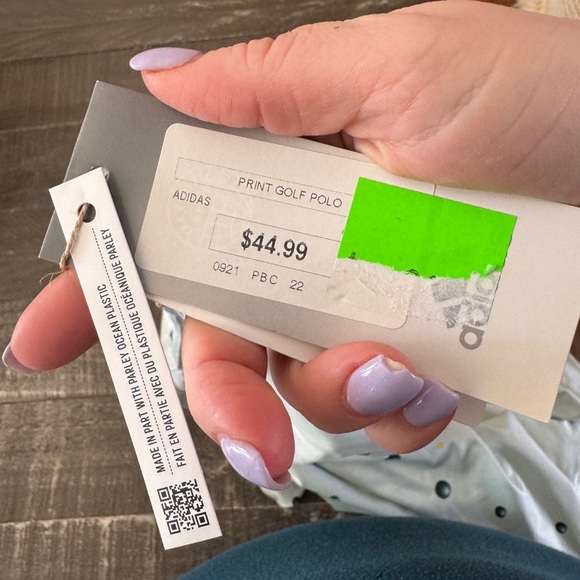 PRINT GOLF POLO
ADIDAS
$44.99
0921 PBC 22
MADE IN PART WITH PARLEY OCEAN PLASTIC
FAIT EN PARTIE AVEC DU PLASTIQUE OCÉANIQUE PARLEY